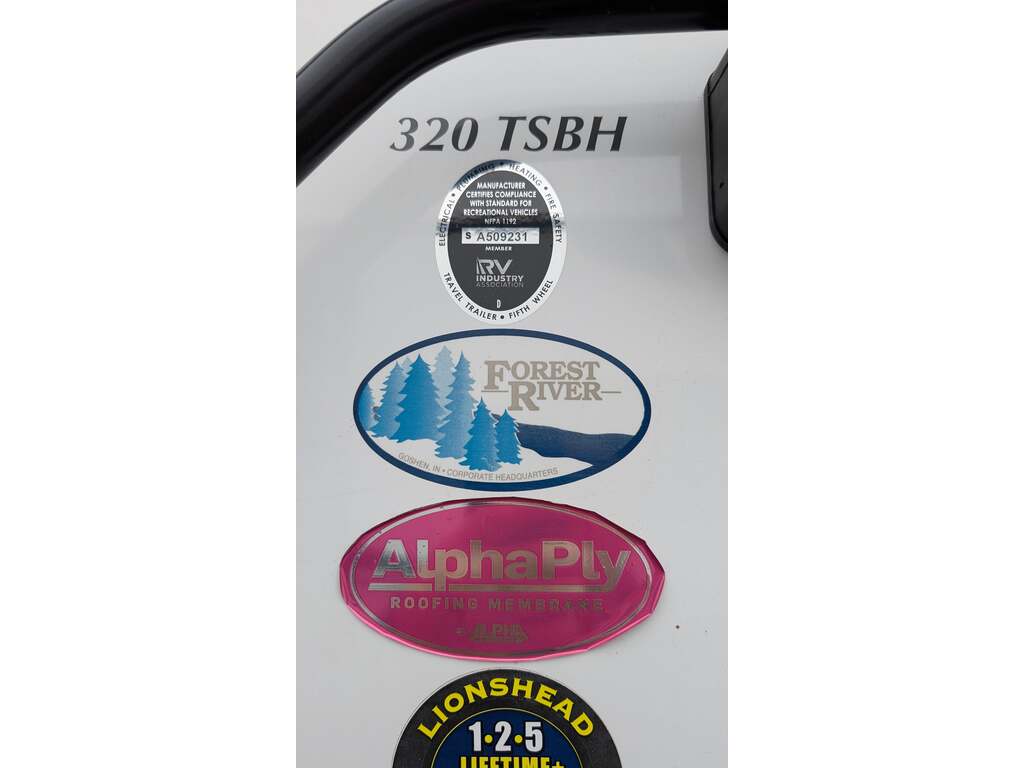 320 TSBH
ELECTRICAL • PLUMBING • HEATING • FIRE SAFETY
MANUFACTURER
CERTIFIES COMPLIANCE
WITH STANDARD FOR
RECREATIONAL VEHICLES
NFPA 1192
S A509231
MEMBER
RV
INDUSTRY
ASSOCIATION
D
TRAVEL TRAILER • FIFTH WHEEL
FOREST
RIVER
GOSHEN, IN • CORPORATE HEADQUARTERS
AlphaPly
ROOFING MEMBRANE
ALPHA
LIONSHEAD
1•2•5
LIFETIME+